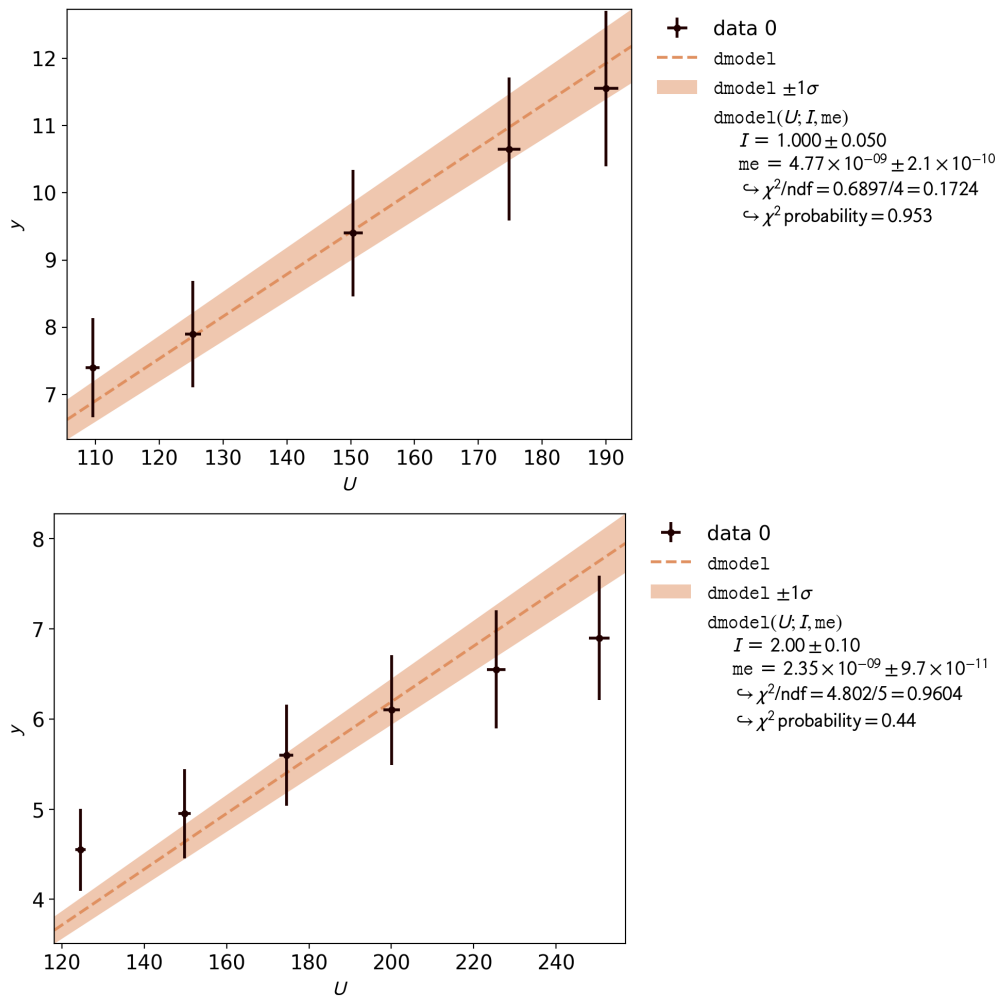 12
11
10
9
8
7
y
110 120 130 140 150 160 170 180 190
U
data 0
dmodel
dmodel ±1σ
dmodel(U; I, me)
I = 1.000 ± 0.050
me = 4.77 × 10⁻⁰⁹ ± 2.1 × 10⁻¹⁰
↪ χ²/ndf = 0.6897/4 = 0.1724
↪ χ² probability = 0.953
8
7
6
5
4
y
120 140 160 180 200 220 240
U
data 0
dmodel
dmodel ±1σ
dmodel(U; I, me)
I = 2.00 ± 0.10
me = 2.35 × 10⁻⁰⁹ ± 9.7 × 10⁻¹¹
↪ χ²/ndf = 4.802/5 = 0.9604
↪ χ² probability = 0.44